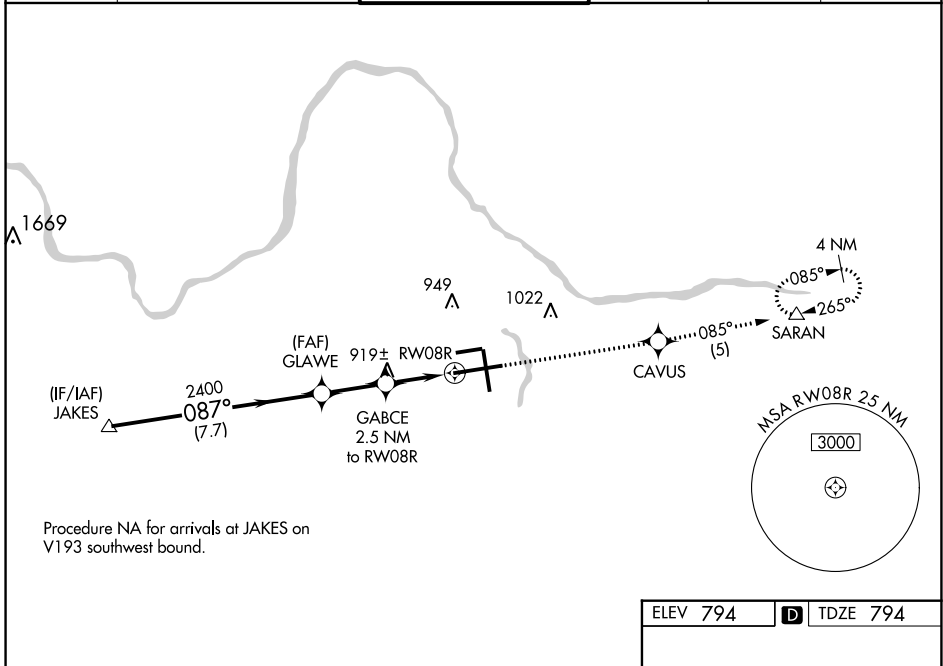 1669
4 NM
085°
265°
SARAN
949
1022
085°
(5)
CAVUS
(FAF)
GLAWE
919±
RW08R
(IF/IAF)
JAKES
2400
087°
(7.7)
GABCE
2.5 NM
to RW08R
MSA RW08R 25 NM
3000
Procedure NA for arrivals at JAKES on
V193 southwest bound.
ELEV 794 D TDZE 794